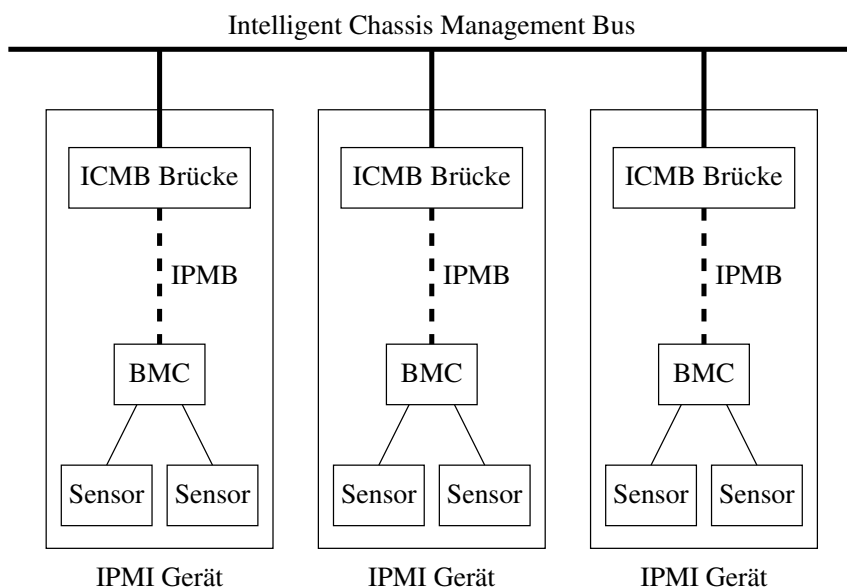 Intelligent Chassis Management Bus
ICMB Brücke ICMB Brücke ICMB Brücke
IPMB IPMB IPMB
BMC BMC BMC
Sensor Sensor Sensor Sensor Sensor Sensor
IPMI Gerät IPMI Gerät IPMI Gerät